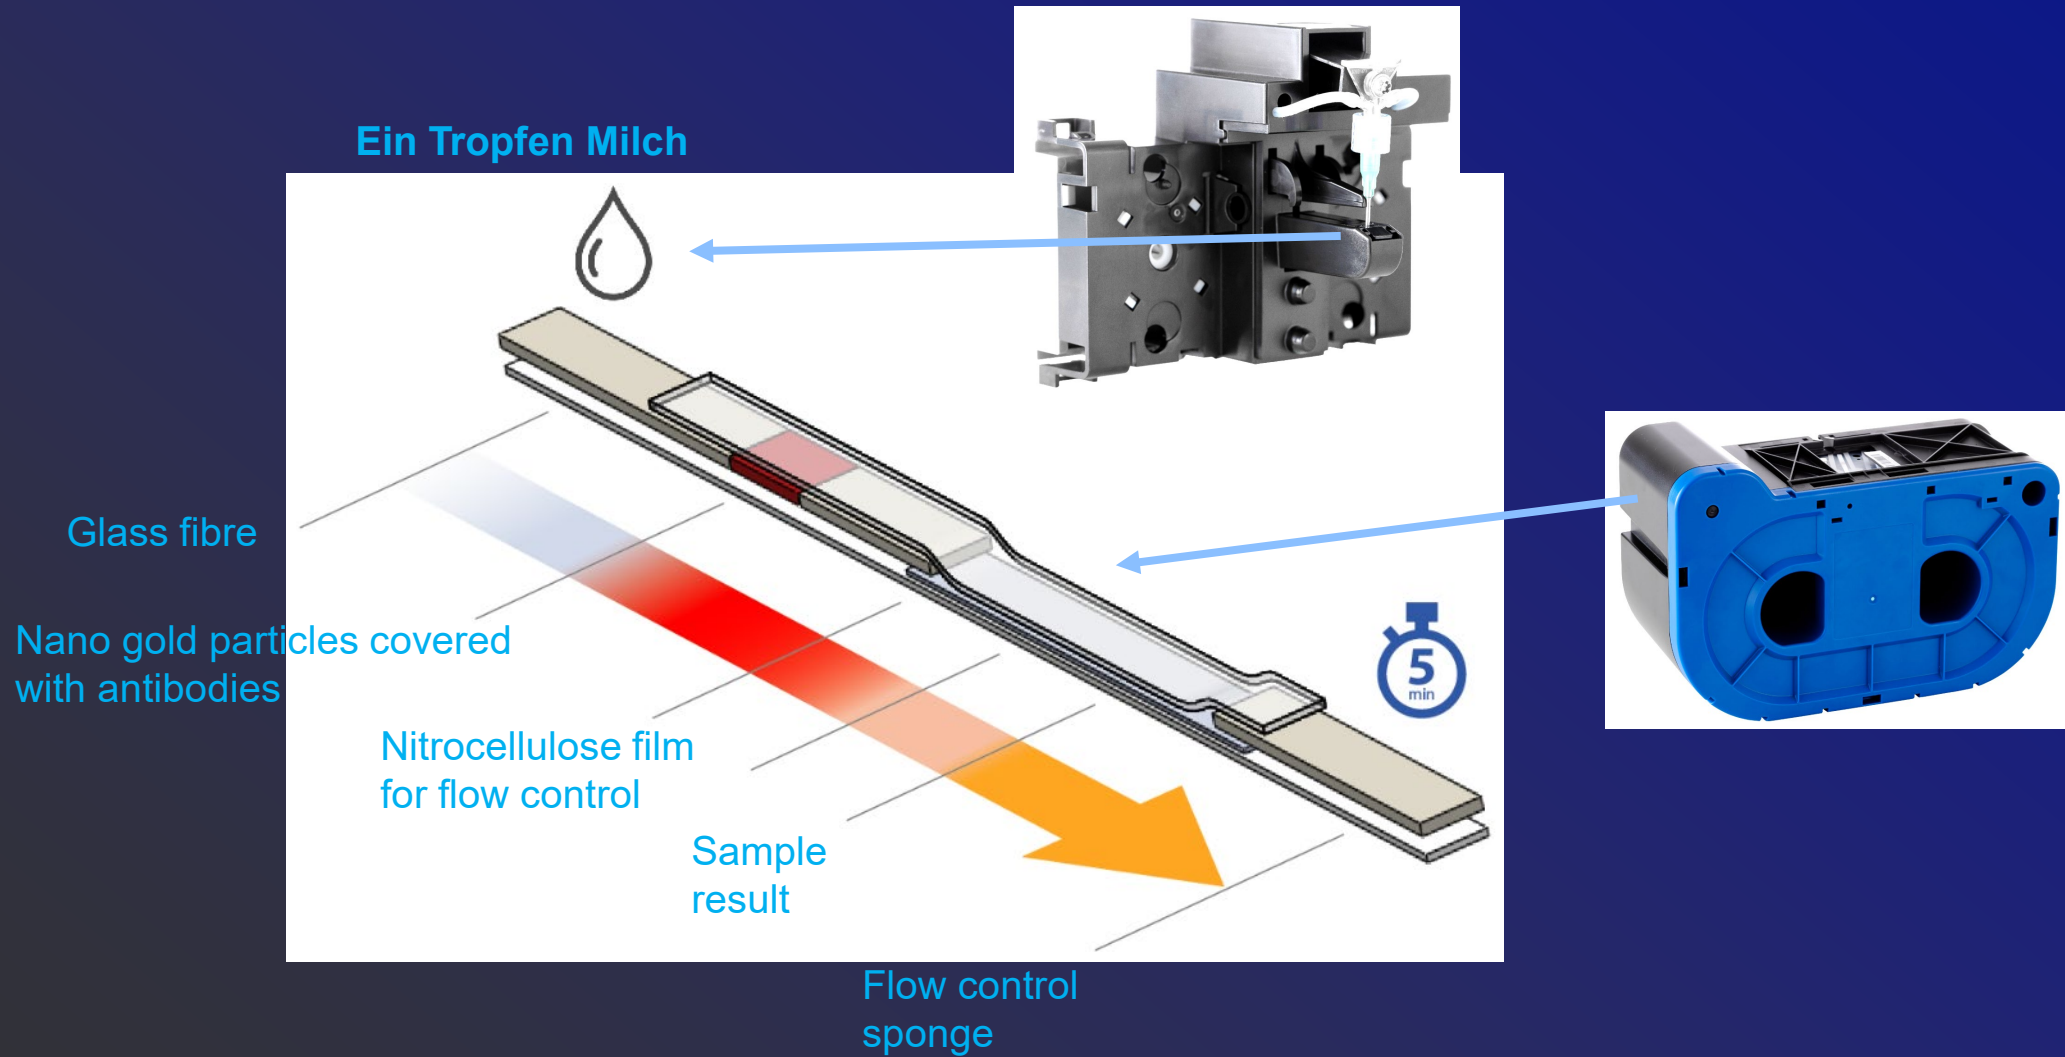 Ein Tropfen Milch
Glass fibre
Nano gold particles covered
with antibodies
Nitrocellulose film
for flow control
Sample
result
Flow control
sponge
5
min